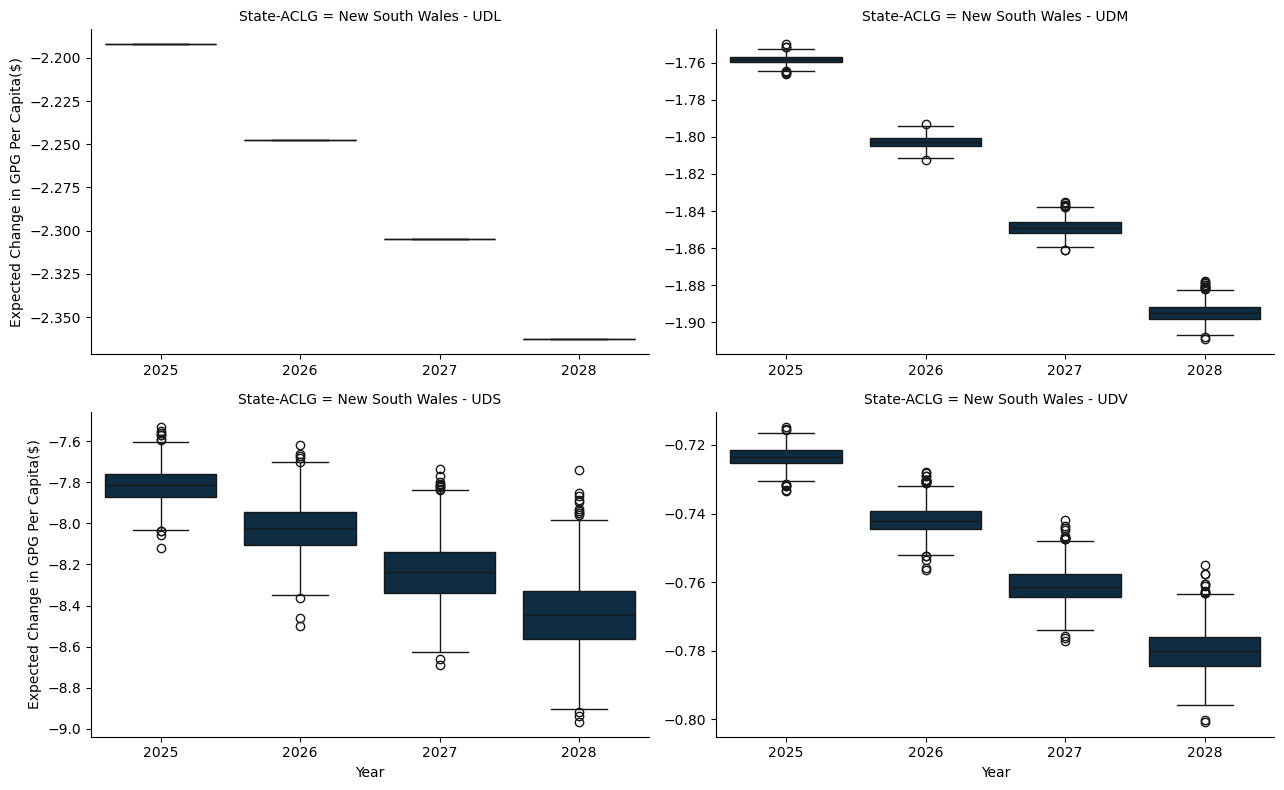 State-ACLG = New South Wales - UDL
Expected Change in GPG Per Capita($)
−2.200
−2.225
−2.250
−2.275
−2.300
−2.325
−2.350
2025 2026 2027 2028
State-ACLG = New South Wales - UDM
−1.76
−1.78
−1.80
−1.82
−1.84
−1.86
−1.88
−1.90
2025 2026 2027 2028
State-ACLG = New South Wales - UDS
Expected Change in GPG Per Capita($)
−7.6
−7.8
−8.0
−8.2
−8.4
−8.6
−8.8
−9.0
2025 2026 2027 2028
Year
State-ACLG = New South Wales - UDV
−0.72
−0.74
−0.76
−0.78
−0.80
2025 2026 2027 2028
Year